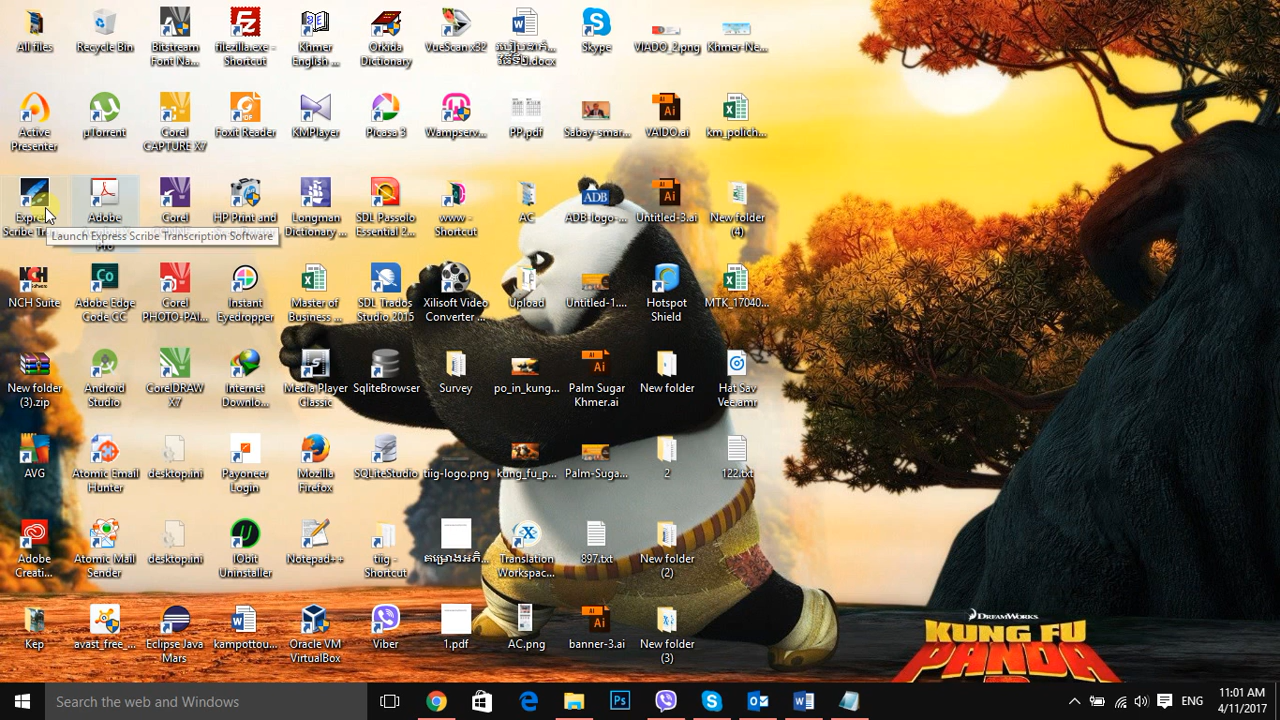 All files
Recycle Bin
Bitstream
Font Na...
filezilla.exe -
Shortcut
Khmer
English ...
Orkida
Dictionary
VueScan x32
Skype
VIADO_2.png
Khmer-Ne...
Active
Presenter
µTorrent
Corel
CAPTURE X7
Foxit Reader
KMPlayer
Picasa 3
Wampserv...
PP.pdf
Sabay-smar...
VAIDO.ai
km_polich...
Scribe Tr
Adobe
Pro
Corel
HP Print and
Longman
Dictionary ...
SDL Passolo
Essential 2...
www -
Shortcut
AC
ADB-logo-...
Untitled-3.ai
New folder
(4)
Launch Express Scribe Transcription Software
NCH Suite
Adobe Edge
Code CC
Corel
PHOTO-PAI...
Instant
Eyedropper
Master of
Business ...
SDL Trados
Studio 2015
Xilisoft Video
Converter ...
Upload
Untitled-1....
Hotspot
Shield
MTK_17040...
New folder
(3).zip
Android
Studio
CorelDRAW
X7
Internet
Downlo...
Media Player
Classic
SqliteBrowser
Survey
po_in_kung...
Palm Sugar
Khmer.ai
New folder
Hat Sav
Vee.amr
AVG
Atomic Email
Hunter
desktop.ini
Payoneer
Login
Mozilla
Firefox
SQLiteStudio
tiig-logo.png
kung_fu_p...
Palm-Suga...
2
122.txt
Adobe
Creati...
Atomic Mail
Sender
desktop.ini
IObit
Uninstaller
Notepad++
tiig -
Shortcut
Translation
Workspac...
897.txt
New folder
(2)
Kep
avast_free_...
Eclipse Java
Mars
kampottou...
Oracle VM
VirtualBox
Viber
1.pdf
AC.png
banner-3.ai
New folder
(3)
DREAMWORKS
KUNG FU
PANDA
Search the web and Windows
ENG
11:01 AM
4/11/2017